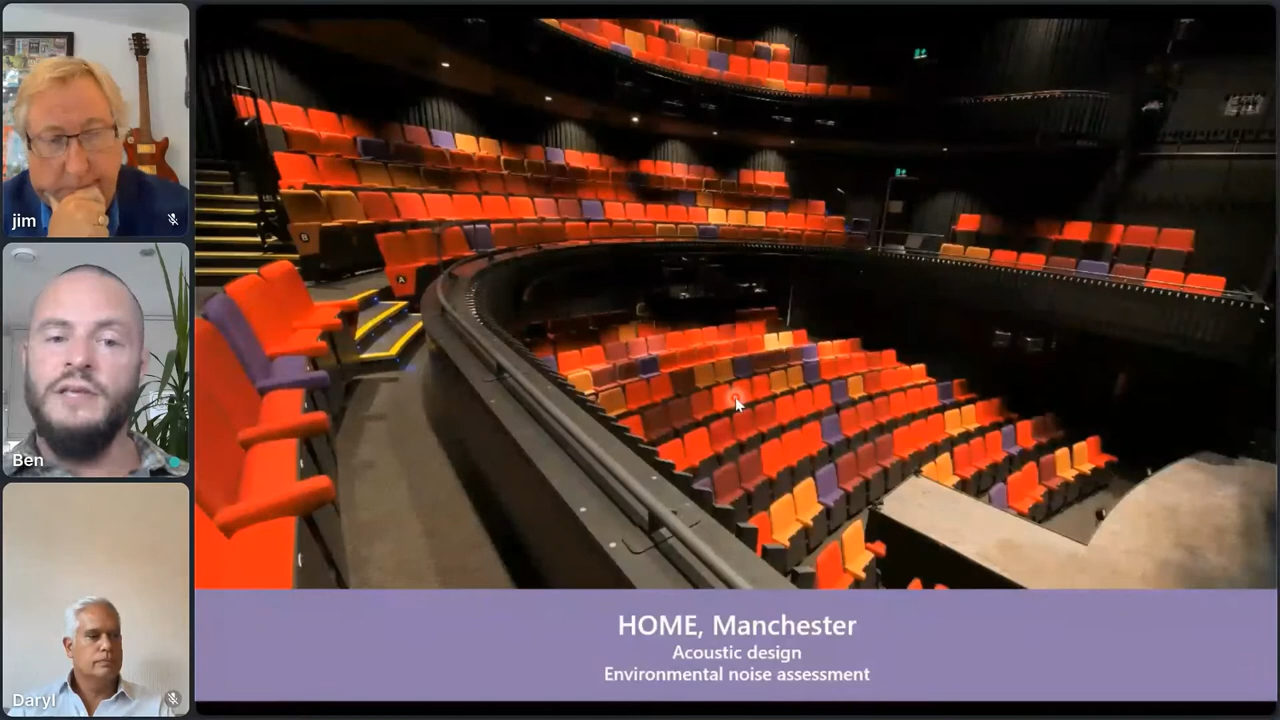 jim
Ben
Daryl
B
A
HOME, Manchester
Acoustic design
Environmental noise assessment